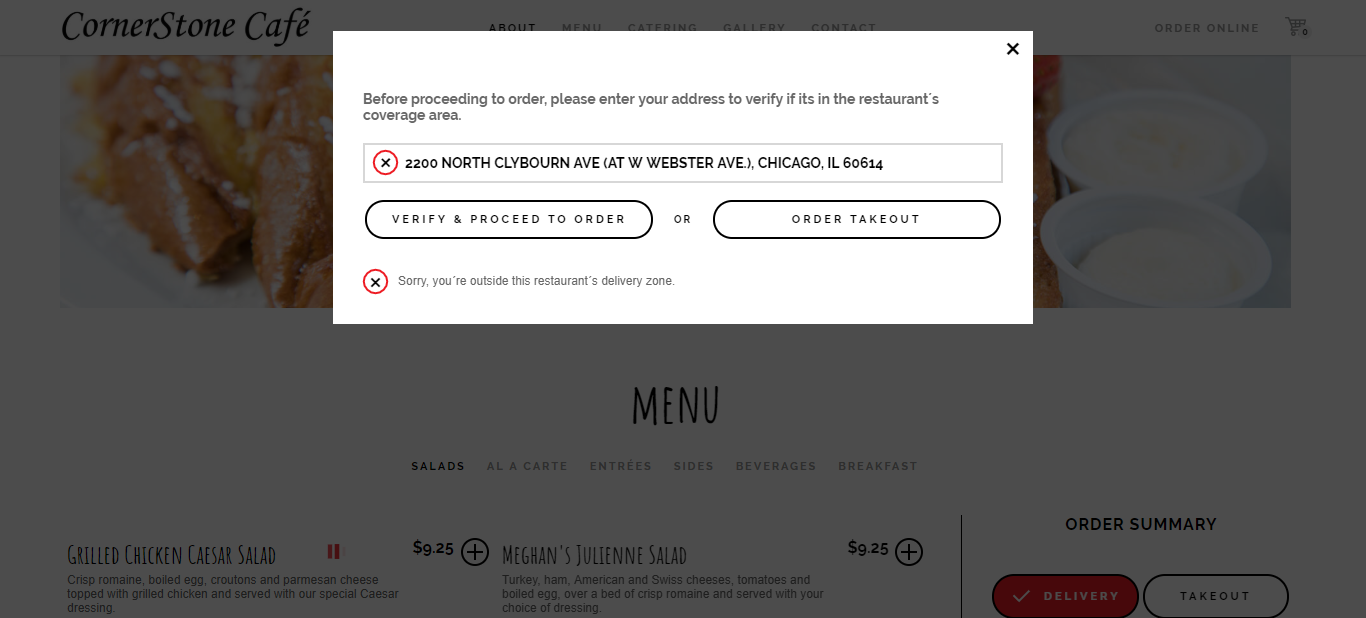 CornerStone Café
ABOUT MENU CATERING GALLERY CONTACT
ORDER ONLINE
0
Before proceeding to order, please enter your address to verify if its in the restaurant´s
coverage area.
2200 NORTH CLYBOURN AVE (AT W WEBSTER AVE.), CHICAGO, IL 60614
VERIFY & PROCEED TO ORDER
OR
ORDER TAKEOUT
Sorry, you´re outside this restaurant´s delivery zone.
MENU
SALADS AL A CARTE ENTRÉES SIDES BEVERAGES BREAKFAST
GRILLED CHICKEN CAESAR SALAD
$9.25
Crisp romaine, boiled egg, croutons and parmesan cheese
topped with grilled chicken and served with our special Caesar
dressing.
MEGHAN'S JULIENNE SALAD
$9.25
Turkey, ham, American and Swiss cheeses, tomatoes and
boiled egg, over a bed of crisp romaine and served with your
choice of dressing.
ORDER SUMMARY
DELIVERY
TAKEOUT